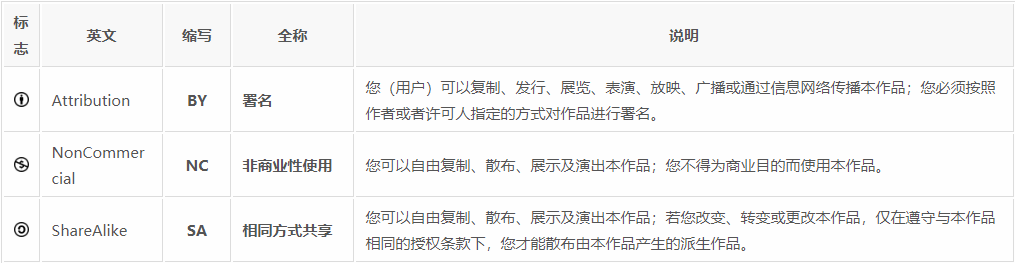 标志 英文 缩写 全称 说明
Attribution BY 署名 您（用户）可以复制、发行、展览、表演、放映、广播或通过信息网络传播本作品；您必须按照
作者或者许可人指定的方式对作品进行署名。
NonCommer
cial NC 非商业性使用 您可以自由复制、散布、展示及演出本作品；您不得为商业目的而使用本作品。
ShareAlike SA 相同方式共享 您可以自由复制、散布、展示及演出本作品；若您改变、转变或更改本作品，仅在遵守与本作品
相同的授权条款下，您才能散布由本作品产生的派生作品。